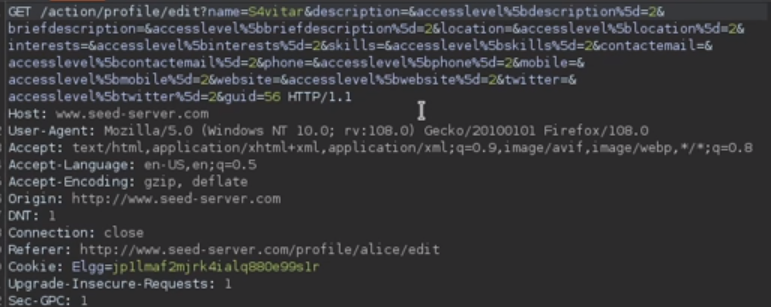 GET /action/profile/edit?name=S4vitar&description=&accesslevel%5bdescription%5d=2&
briefdescription=&accesslevel%5bbriefdescription%5d=2&location=&accesslevel%5blocation%5d=2&
interests=&accesslevel%5binterests%5d=2&skills=&accesslevel%5bskills%5d=2&contactemail=&
accesslevel%5bcontactemail%5d=2&phone=&accesslevel%5bphone%5d=2&mobile=&
accesslevel%5bmobile%5d=2&website=&accesslevel%5bwebsite%5d=2&twitter=&
accesslevel%5btwitter%5d=2&guid=56 HTTP/1.1
Host: www.seed-server.com
User-Agent: Mozilla/5.0 (Windows NT 10.0; rv:108.0) Gecko/20100101 Firefox/108.0
Accept: text/html,application/xhtml+xml,application/xml;q=0.9,image/avif,image/webp,*/*;q=0.8
Accept-Language: en-US,en;q=0.5
Accept-Encoding: gzip, deflate
Origin: http://www.seed-server.com
DNT: 1
Connection: close
Referer: http://www.seed-server.com/profile/alice/edit
Cookie: Elgg=jp1lmaf2mjrk4ialq880e99s1r
Upgrade-Insecure-Requests: 1
Sec-GPC: 1